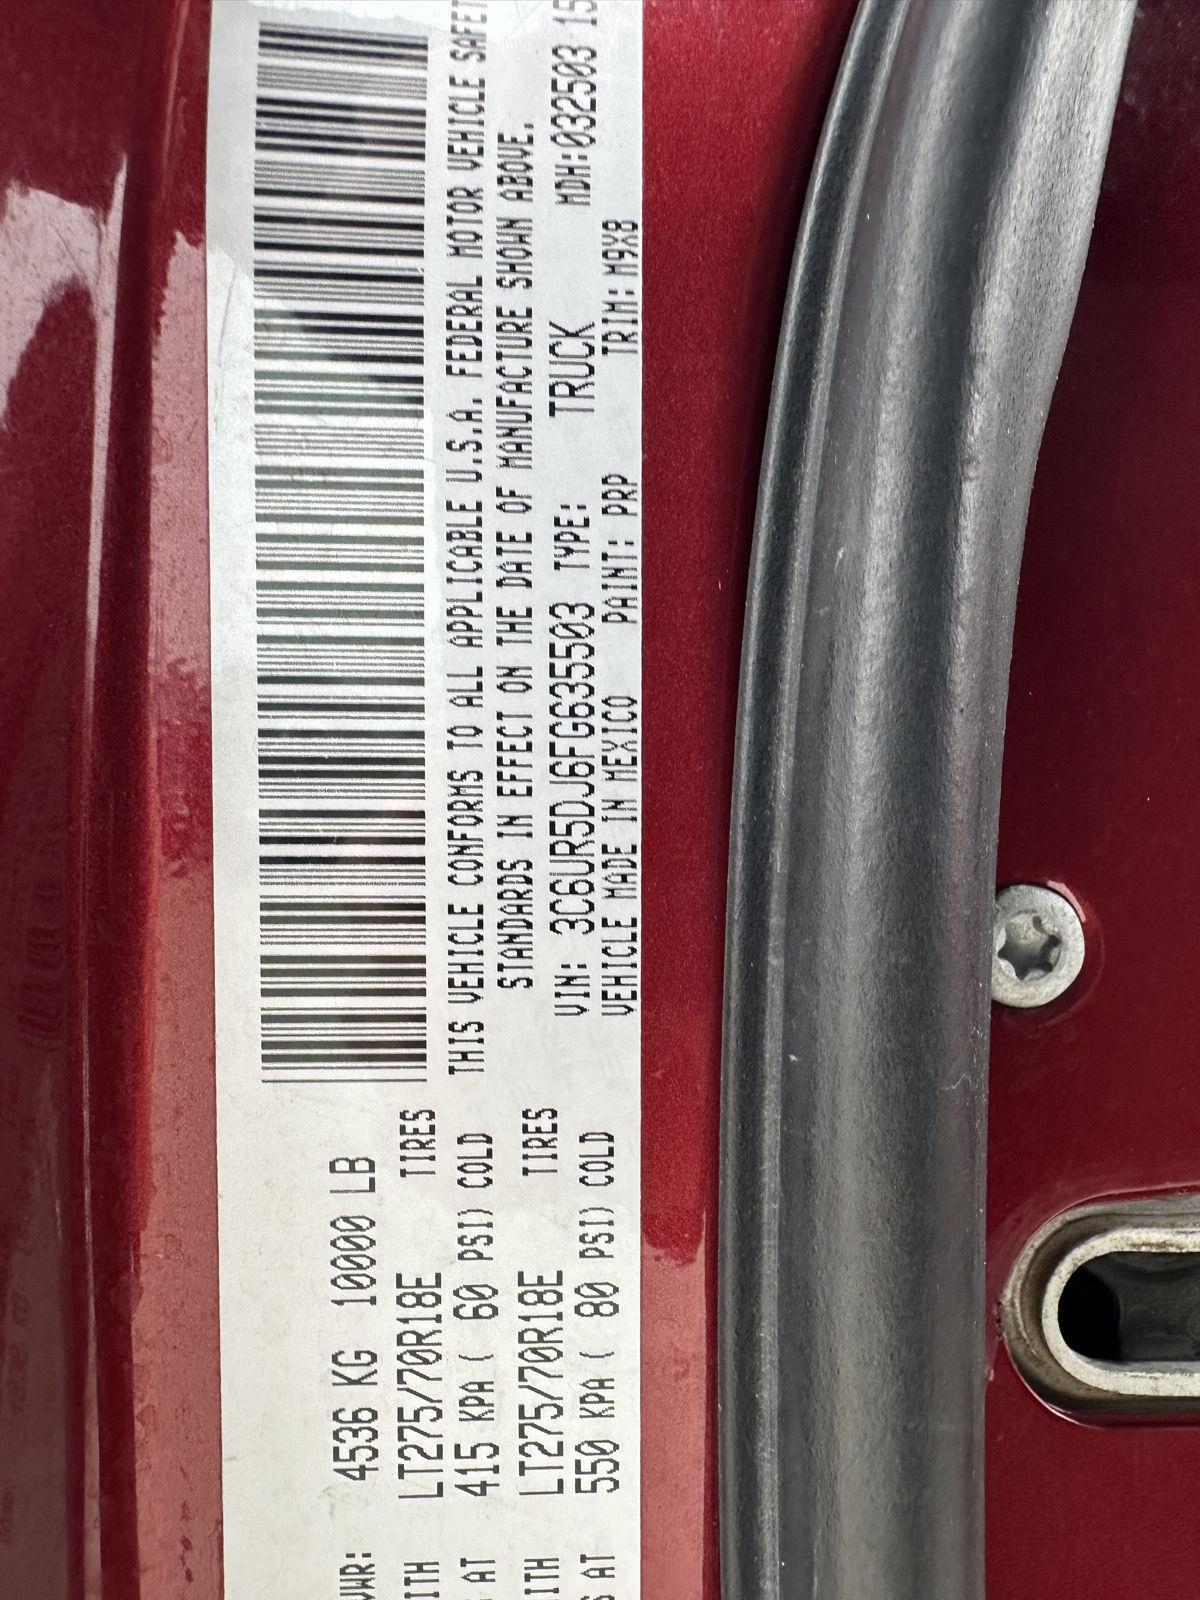 VWR: 4536 KG 10000 LB
ITH LT275/70R18E TIRES
AT 415 KPA ( 60 PSI) COLD
ITH LT275/70R18E TIRES
S AT 550 KPA ( 80 PSI) COLD
THIS VEHICLE CONFORMS TO ALL APPLICABLE U.S.A. FEDERAL MOTOR VEHICLE SAFET
STANDARDS IN EFFECT ON THE DATE OF MANUFACTURE SHOWN ABOVE.
VIN: 3C6UR5DJ6FG635503 TYPE: TRUCK MDH:032503 15
VEHICLE MADE IN MEXICO PAINT: PRP TRIM: M9X8